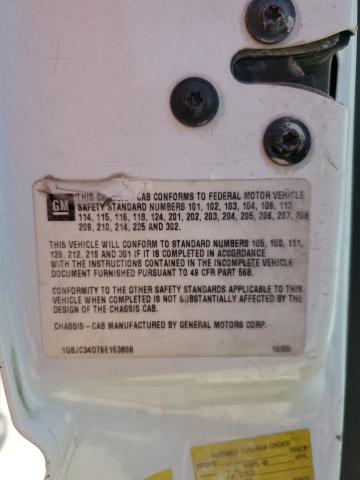 GM
THIS CHASSIS - CAB CONFORMS TO FEDERAL MOTOR VEHICLE
SAFETY STANDARD NUMBERS 101, 102, 103, 104, 106, 113,
114, 115, 116, 118, 124, 201, 202, 203, 204, 205, 206, 207, 208
209, 210, 214, 225 AND 302.
THIS VEHICLE WILL CONFORM TO STANDARD NUMBERS 105, 108, 111,
120, 212, 219 AND 301 IF IT IS COMPLETED IN ACCORDANCE
WITH THE INSTRUCTIONS CONTAINED IN THE INCOMPLETE VEHICLE
DOCUMENT FURNISHED PURSUANT TO 49 CFR PART 568.
CONFORMITY TO THE OTHER SAFETY STANDARDS APPLICABLE TO THIS
VEHICLE WHEN COMPLETED IS NOT SUBSTANTIALLY AFFECTED BY THE
DESIGN OF THE CHASSIS CAB.
CHASSIS - CAB MANUFACTURED BY GENERAL MOTORS CORP.
1GBJC34076E153808 10/05